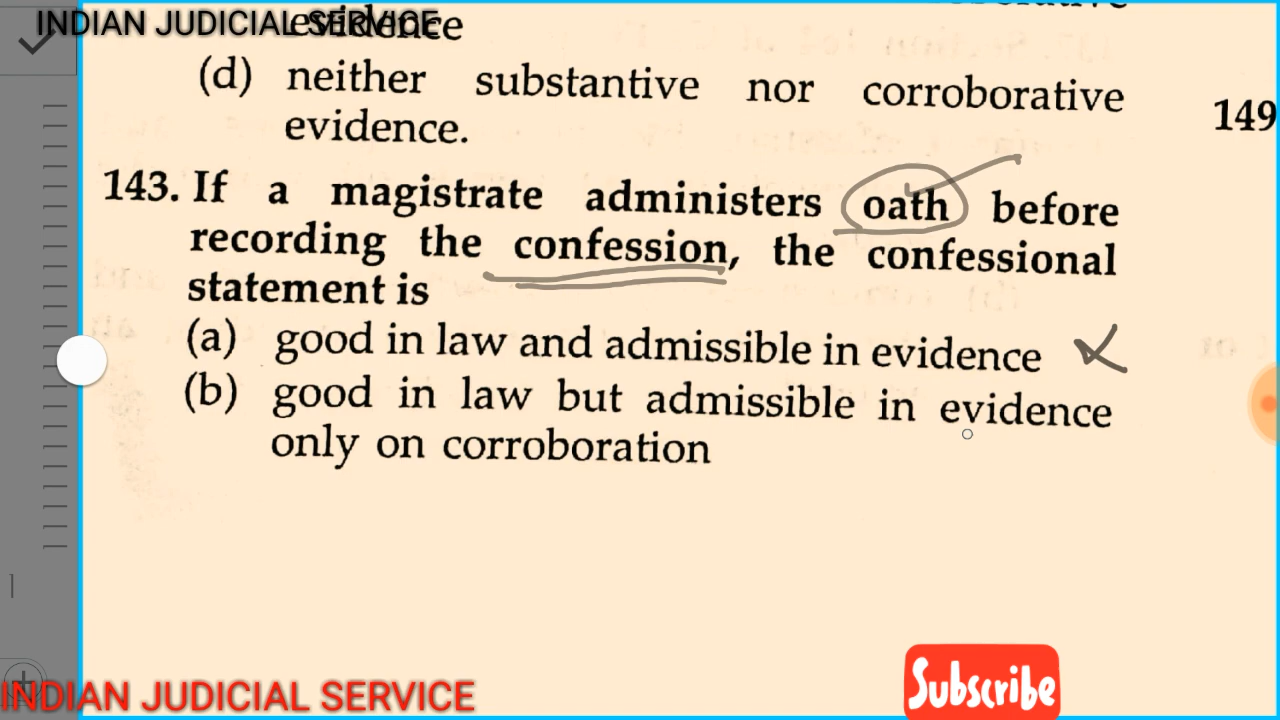 INDIAN JUDICIAL SERVICE
evidence
(d) neither substantive nor corroborative
evidence.
149
143. If a magistrate administers oath before
recording the confession, the confessional
statement is
(a) good in law and admissible in evidence
(b) good in law but admissible in evidence
only on corroboration
Subscribe
INDIAN JUDICIAL SERVICE